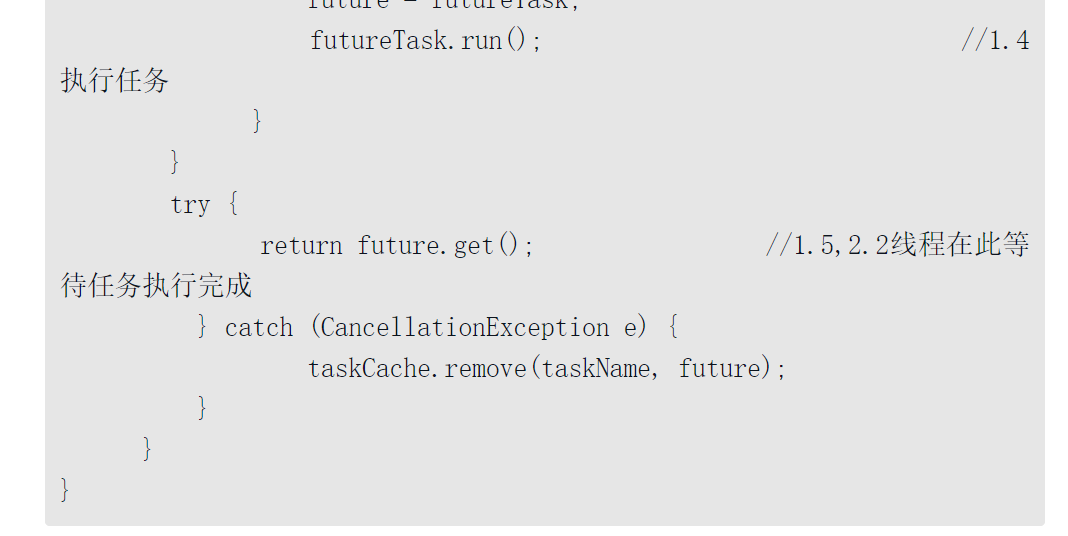 future = futureTask;
futureTask.run(); //1.4
执行任务
}
}
try {
return future.get(); //1.5,2.2线程在此等
待任务执行完成
} catch (CancellationException e) {
taskCache.remove(taskName, future);
}
}
}